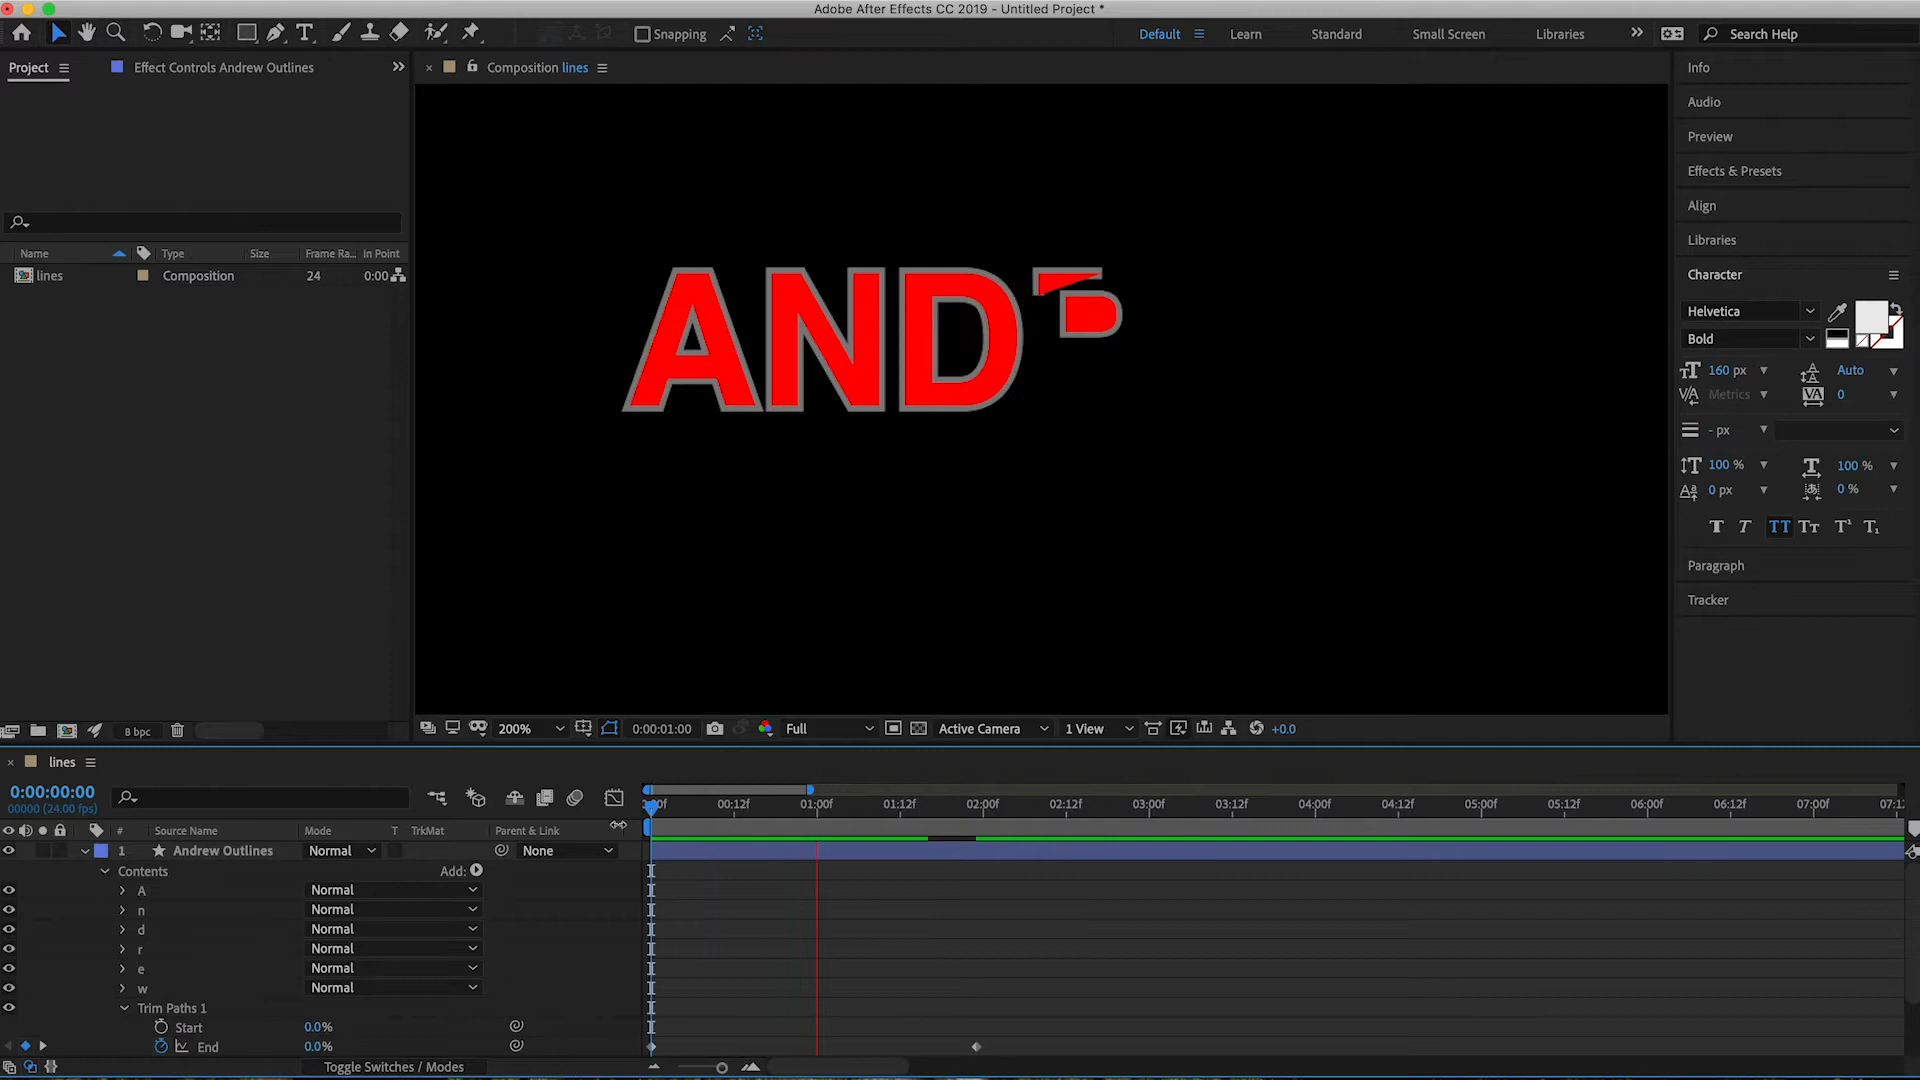 Adobe After Effects CC 2019 - Untitled Project *
Snapping
Default
Learn
Standard
Small Screen
Libraries
Search Help
Project
Effect Controls Andrew Outlines
Composition lines
Name
Type
Size
Frame Ra...
In Point
lines
Composition
24
0:00
8 bpc
AND
200%
0:00:01:00
Full
Active Camera
1 View
+0.0
Info
Audio
Preview
Effects & Presets
Align
Libraries
Character
Helvetica
Bold
160 px
Auto
Metrics
0
- px
100 %
100 %
0 px
0 %
T T TT Tr T¹ T₁
Paragraph
Tracker
lines
0:00:00:00
00000 (24.00 fps)
00:12f 01:00f 01:12f 02:00f 02:12f 03:00f 03:12f 04:00f 04:12f 05:00f 05:12f 06:00f 06:12f 07:00f 07:12
# Source Name Mode T TrkMat Parent & Link
1 Andrew Outlines Normal None
Contents Add:
A Normal
n Normal
d Normal
r Normal
e Normal
w Normal
Trim Paths 1
Start 0.0%
End 0.0%
Toggle Switches / Modes